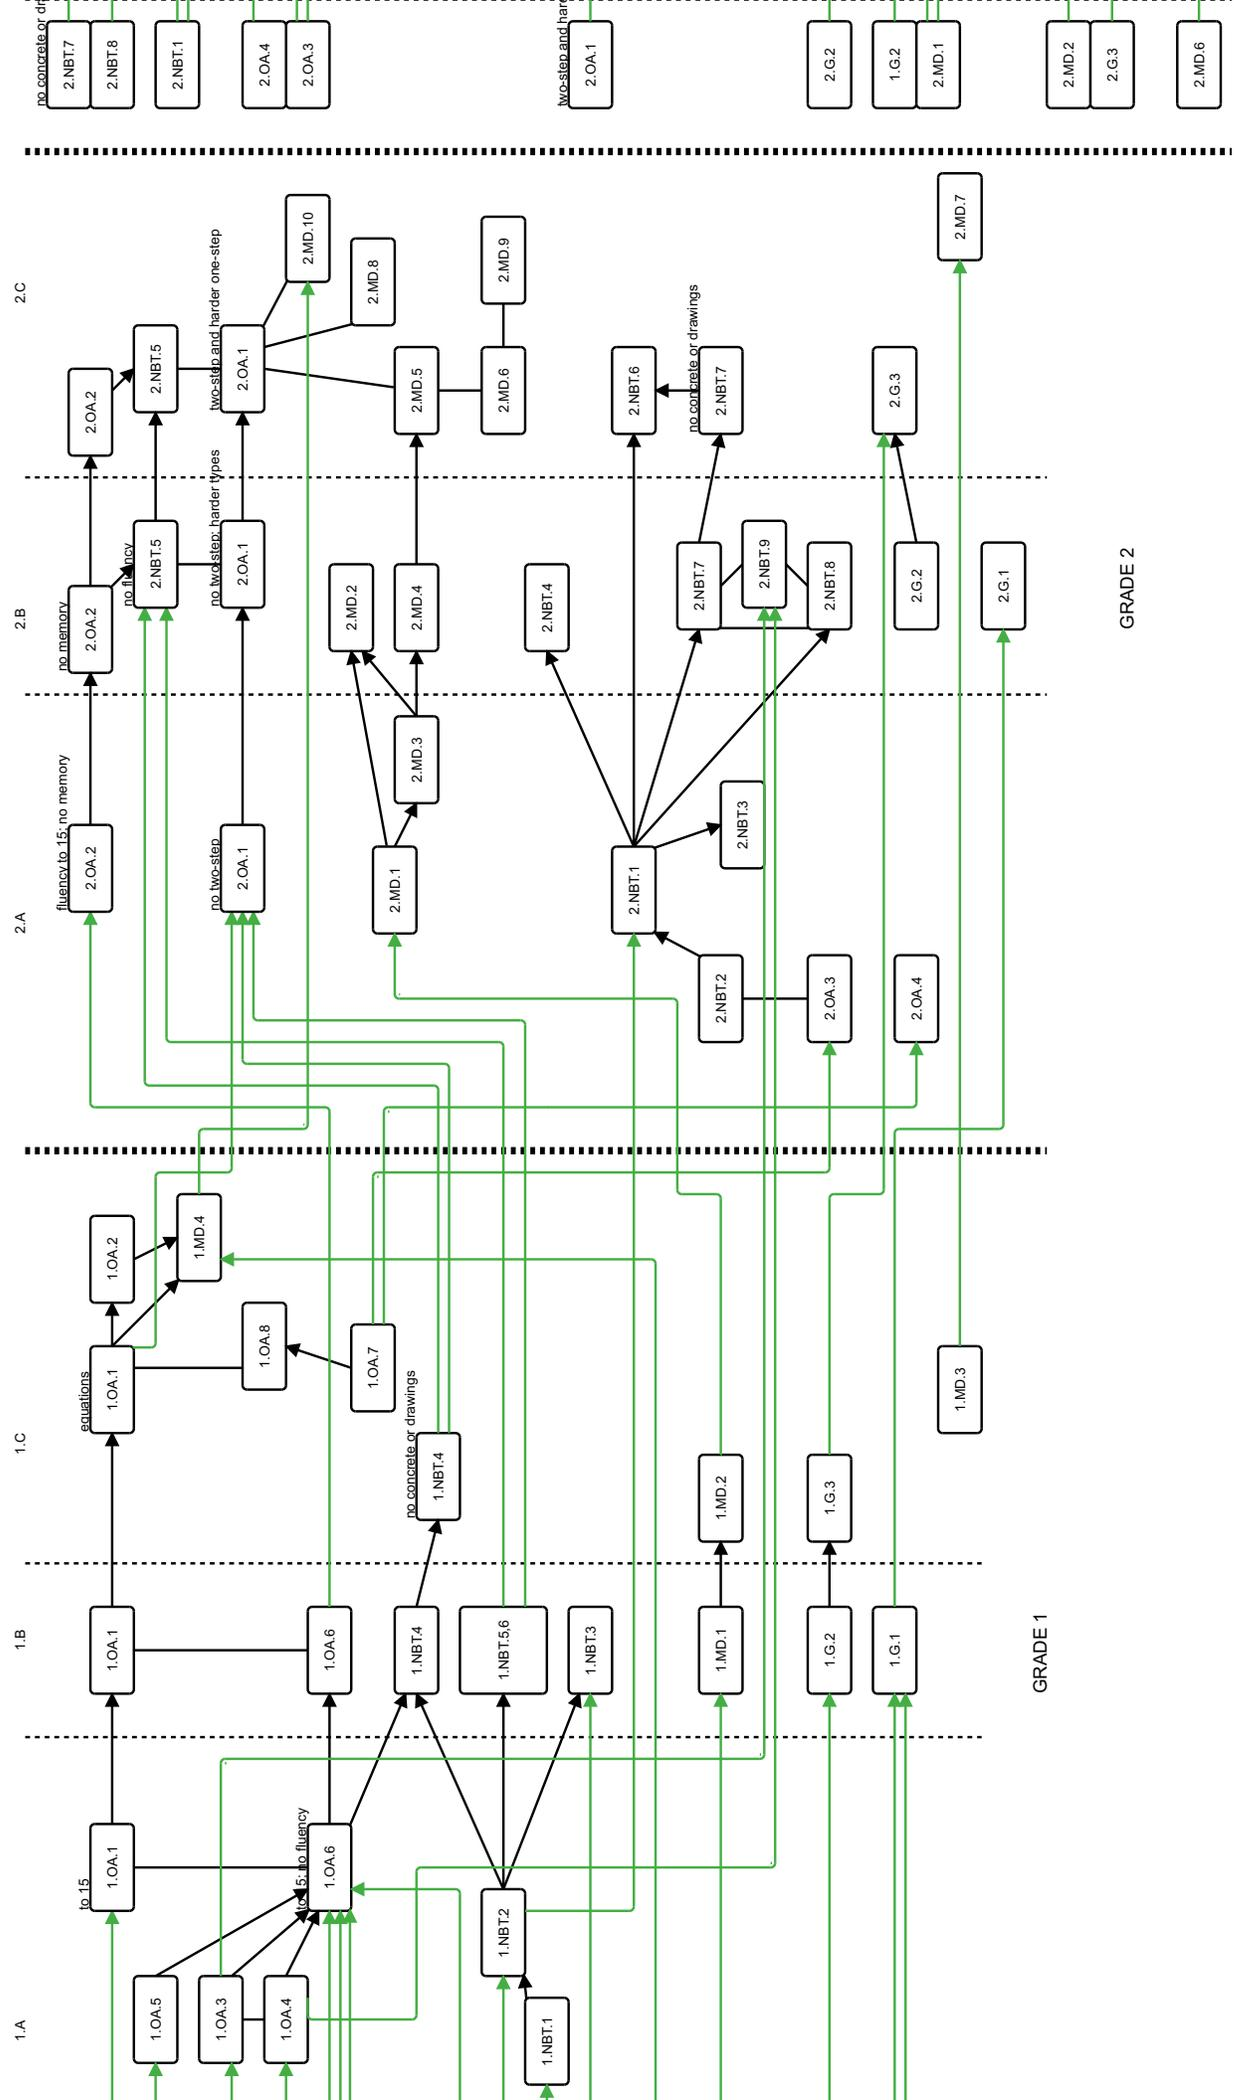 1.A
to 15
1.OA.1
1.OA.5
1.OA.3
1.OA.4
to 15; no fluency
1.OA.6
1.NBT.2
1.NBT.1
1.B
1.OA.1
1.OA.6
1.NBT.4
1.NBT.5,6
1.NBT.3
1.MD.1
1.G.2
1.G.1
1.C
equations
1.OA.1
1.OA.2
1.MD.4
1.OA.8
1.OA.7
no concrete or drawings
1.NBT.4
1.MD.2
1.G.3
1.MD.3
GRADE 1
2.A
fluency to 15; no memory
2.OA.2
no two-step
2.OA.1
2.MD.1
2.MD.3
2.NBT.1
2.NBT.2
2.NBT.3
2.OA.3
2.OA.4
2.B
no memory
2.OA.2
no fluency
2.NBT.5
no two-step; harder types
2.OA.1
2.MD.2
2.MD.4
2.NBT.4
2.NBT.7
2.NBT.9
2.NBT.8
2.G.2
2.G.1
2.C
2.OA.2
2.NBT.5
two-step and harder one-step
2.OA.1
2.MD.10
2.MD.8
2.MD.5
2.MD.6
2.MD.9
2.NBT.6
no concrete or drawings
2.NBT.7
2.G.3
2.MD.7
GRADE 2
no concrete or
2.NBT.7
2.NBT.8
2.NBT.1
2.OA.4
2.OA.3
two-step and
2.OA.1
2.G.2
1.G.2
2.MD.1
2.MD.2
2.G.3
2.MD.6